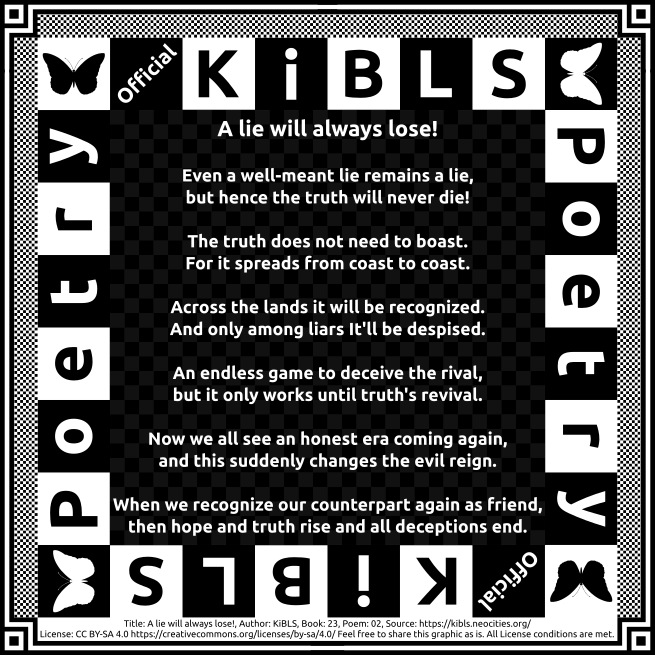 Official KiBLS
Poetry
Poetry
A lie will always lose!
Even a well-meant lie remains a lie,
but hence the truth will never die!
The truth does not need to boast.
For it spreads from coast to coast.
Across the lands it will be recognized.
And only among liars It'll be despised.
An endless game to deceive the rival,
but it only works until truth's revival.
Now we all see an honest era coming again,
and this suddenly changes the evil reign.
When we recognize our counterpart again as friend,
then hope and truth rise and all deceptions end.
Official KiBLS
Title: A lie will always lose!, Author: KiBLS, Book: 23, Poem: 02, Source: https://kibls.neocities.org/
License: CC BY-SA 4.0 https://creativecommons.org/licenses/by-sa/4.0/ Feel free to share this graphic as is. All License conditions are met.